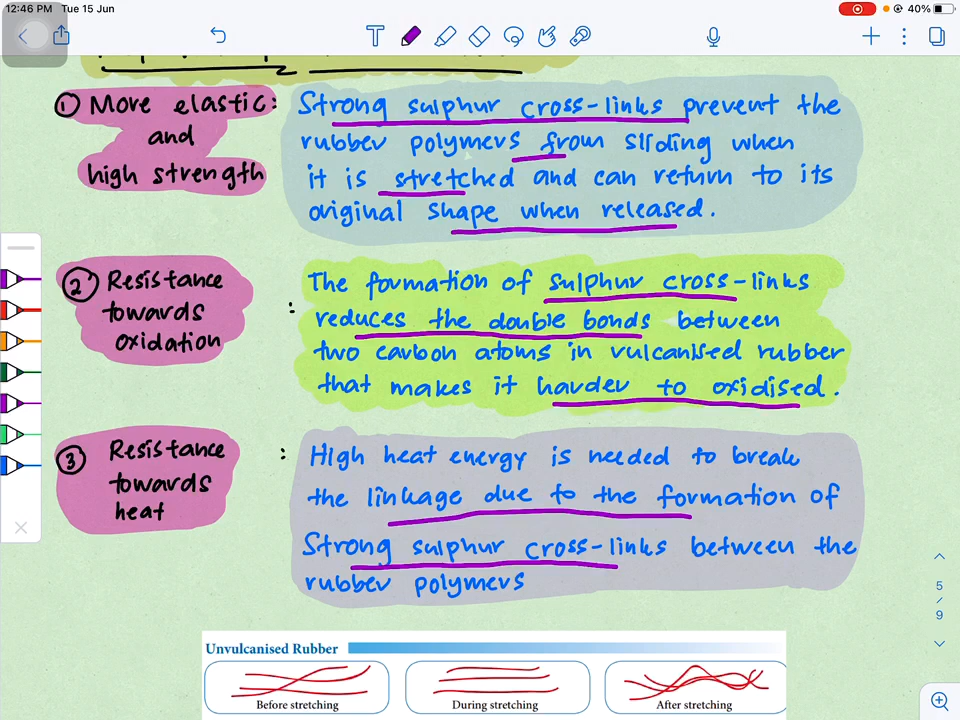 12:46 PM Tue 15 Jun
40%
① More elastic: Strong sulphur cross-links prevent the
and rubber polymers from sliding when
high strength it is stretched and can return to its
original shape when released.
② Resistance The formation of sulphur cross-links
towards : reduces the double bonds between
oxidation two carbon atoms in vulcanised rubber
that makes it harder to oxidised.
③ Resistance : High heat energy is needed to break
towards the linkage due to the formation of
heat Strong sulphur cross-links between the
rubber polymers
5
/
9
Unvulcanised Rubber
Before stretching During stretching After stretching